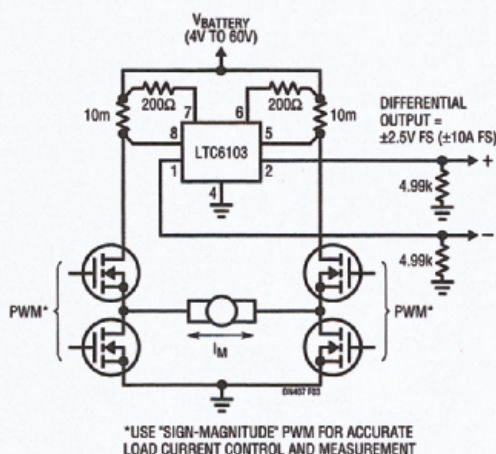 VBATTERY
(4V TO 60V)
200Ω
200Ω
7
6
10m
10m
8
5
LTC6103
1
2
4
DIFFERENTIAL
OUTPUT =
±2.5V FS (±10A FS)
+
4.99k
−
4.99k
PWM*
PWM*
IM
DN407 F03
*USE "SIGN-MAGNITUDE" PWM FOR ACCURATE
LOAD CURRENT CONTROL AND MEASUREMENT